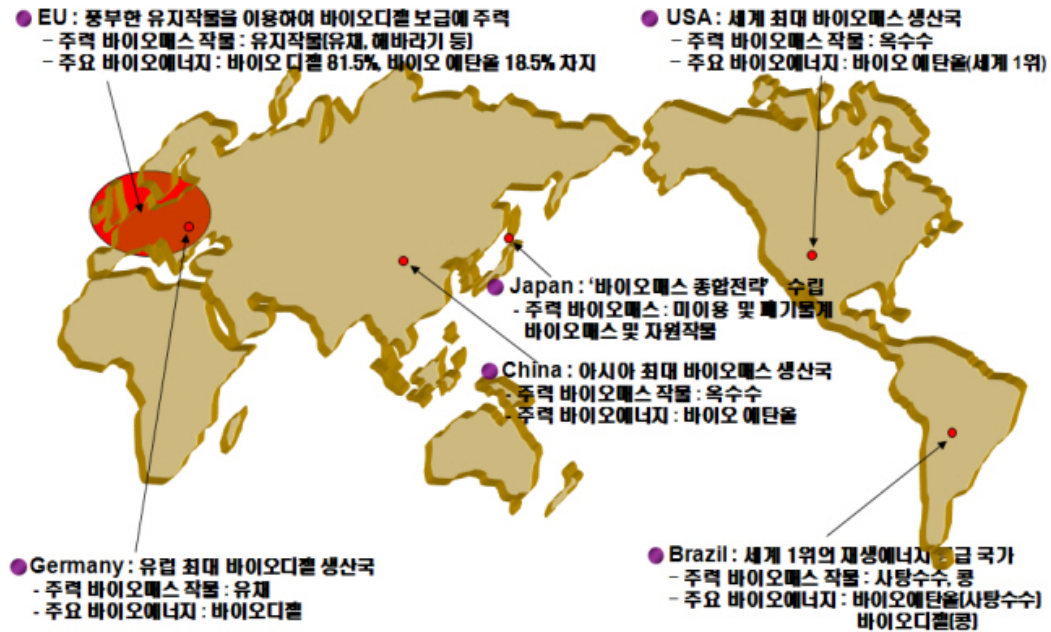 EU : 풍부한 유지작물을 이용하여 바이오디젤 보급에 주력
- 주력 바이오매스 작물 : 유지작물(유채, 해바라기 등)
- 주요 바이오에너지 : 바이오 디젤 81.5%, 바이오 에탄올 18.5% 차지
USA : 세계 최대 바이오매스 생산국
- 주력 바이오매스 작물 : 옥수수
- 주요 바이오에너지 : 바이오 에탄올(세계 1위)
Japan : '바이오매스 종합전략' 수립
- 주력 바이오매스 : 미이용 및 폐기물계
바이오매스 및 자원작물
China : 아시아 최대 바이오매스 생산국
- 주력 바이오매스 작물 : 옥수수
- 주력 바이오에너지 : 바이오 에탄올
Germany : 유럽 최대 바이오디젤 생산국
- 주력 바이오매스 작물 : 유채
- 주요 바이오에너지 : 바이오디젤
Brazil : 세계 1위의 재생에너지 급 국가
- 주력 바이오매스 작물 : 사탕수수, 콩
- 주요 바이오에너지 : 바이오에탄올(사탕수수)
바이오디젤(콩)